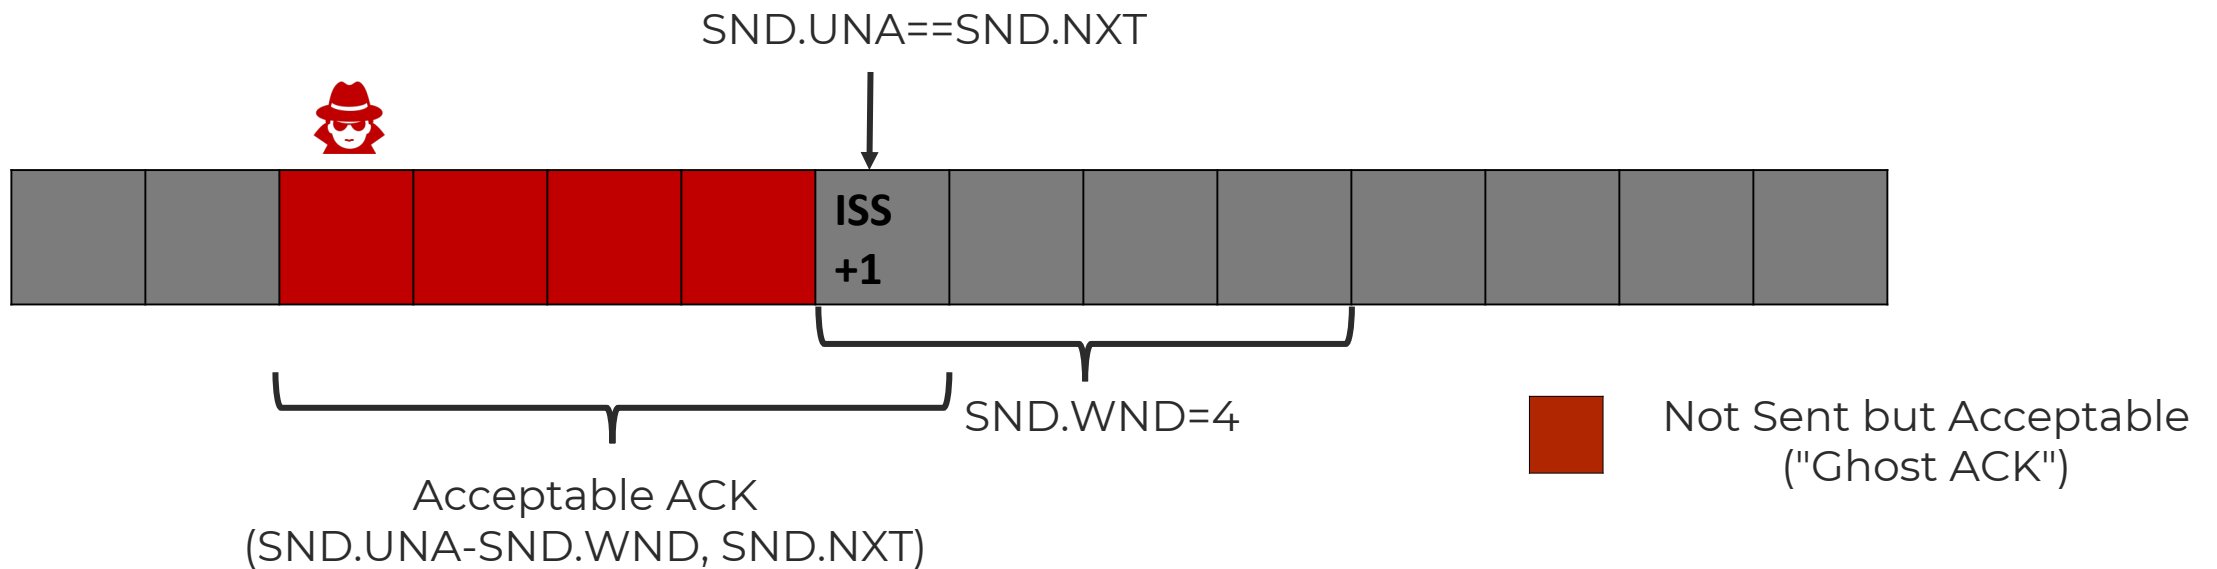 SND.UNA==SND.NXT
ISS
+1
SND.WND=4
Acceptable ACK
(SND.UNA-SND.WND, SND.NXT)
Not Sent but Acceptable
("Ghost ACK")